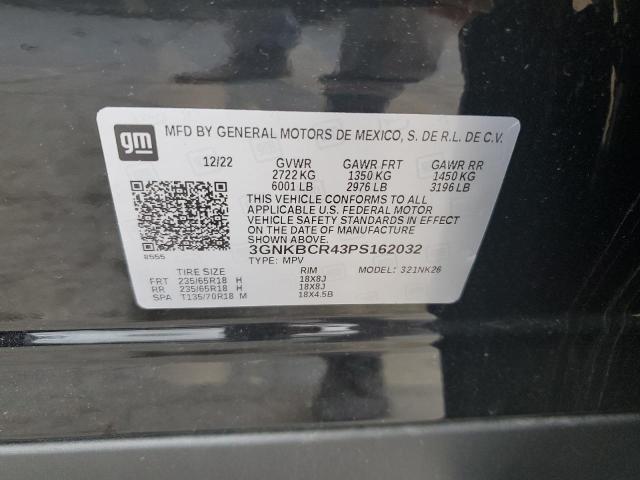 gm
MFD BY GENERAL MOTORS DE MEXICO, S. DE R.L. DE C.V.
12/22 GVWR GAWR FRT GAWR RR
2722 KG 1350 KG 1450 KG
6001 LB 2976 LB 3196 LB
THIS VEHICLE CONFORMS TO ALL
APPLICABLE U.S. FEDERAL MOTOR
VEHICLE SAFETY STANDARDS IN EFFECT
ON THE DATE OF MANUFACTURE
SHOWN ABOVE.
8555 3GNKBCR43PS162032
TYPE: MPV
TIRE SIZE RIM MODEL: 321NK26
FRT 235/65R18 H 18X8J
RR 235/65R18 H 18X8J
SPA T135/70R18 M 18X4.5B